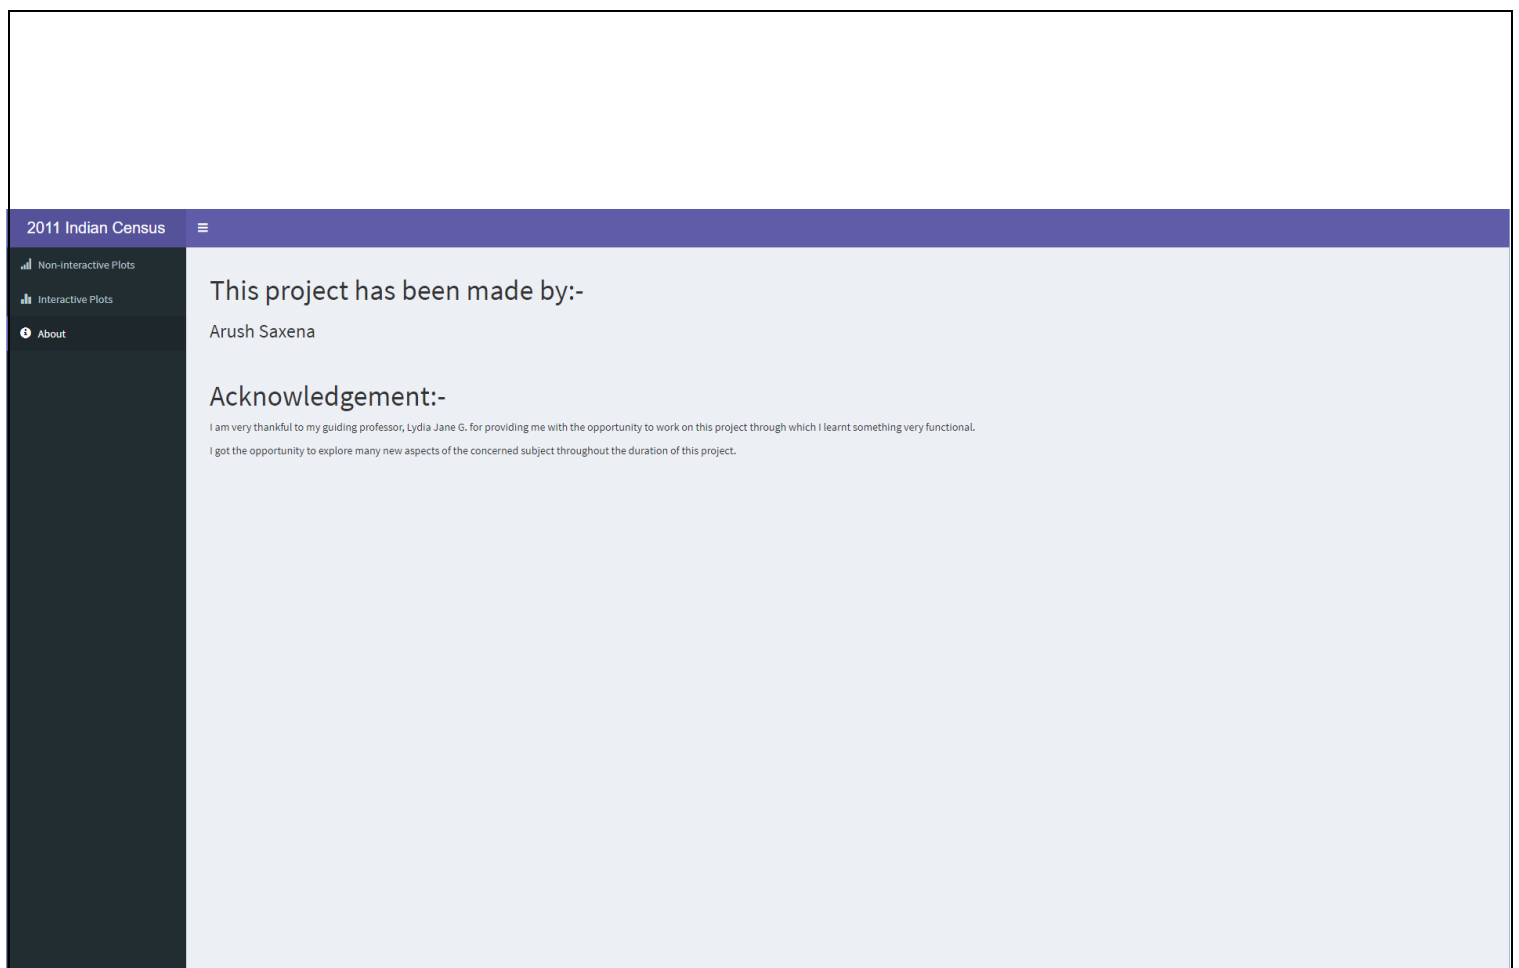 2011 Indian Census
Non-interactive Plots
Interactive Plots
About
This project has been made by:-
Arush Saxena
Acknowledgement:-
I am very thankful to my guiding professor, Lydia Jane G. for providing me with the opportunity to work on this project through which I learnt something very functional.
I got the opportunity to explore many new aspects of the concerned subject throughout the duration of this project.